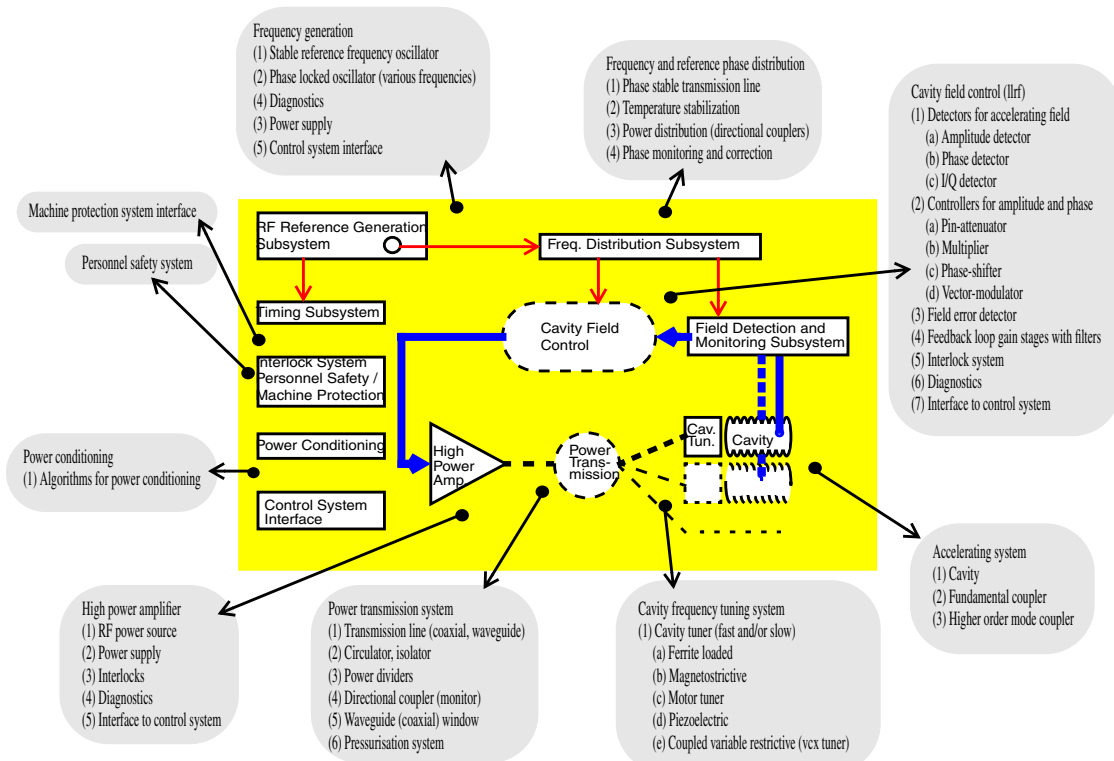 Frequency generation
(1) Stable reference frequency oscillator
(2) Phase locked oscillator (various frequencies)
(4) Diagnostics
(3) Power supply
(5) Control system interface
Frequency and reference phase distribution
(1) Phase stable transmission line
(2) Temperature stabilization
(3) Power distribution (directional couplers)
(4) Phase monitoring and correction
Cavity field control (llrf)
(1) Detectors for accelerating field
(a) Amplitude detector
(b) Phase detector
(c) I/Q detector
(2) Controllers for amplitude and phase
(a) Pin-attenuator
(b) Multiplier
(c) Phase-shifter
(d) Vector-modulator
(3) Field error detector
(4) Feedback loop gain stages with filters
(5) Interlock system
(6) Diagnostics
(7) Interface to control system
Machine protection system interface
Personnel safety system
RF Reference Generation
Subsystem
Freq. Distribution Subsystem
Timing Subsystem
Cavity Field
Control
Field Detection and
Monitoring Subsystem
Interlock System
Personnel Safety /
Machine Protection
Power Conditioning
High
Power
Amp.
Power
Trans-
mission
Cav.
Tun.
Cavity
Control System
Interface
Power conditioning
(1) Algorithms for power conditioning
Accelerating system
(1) Cavity
(2) Fundamental coupler
(3) Higher order mode coupler
High power amplifier
(1) RF power source
(2) Power supply
(3) Interlocks
(4) Diagnostics
(5) Interface to control system
Power transmission system
(1) Transmission line (coaxial, waveguide)
(2) Circulator, isolator
(3) Power dividers
(4) Directional coupler (monitor)
(5) Waveguide (coaxial) window
(6) Pressurisation system
Cavity frequency tuning system
(1) Cavity tuner (fast and/or slow)
(a) Ferrite loaded
(b) Magnetostrictive
(c) Motor tuner
(d) Piezoelectric
(e) Coupled variable restrictive (vcx tuner)